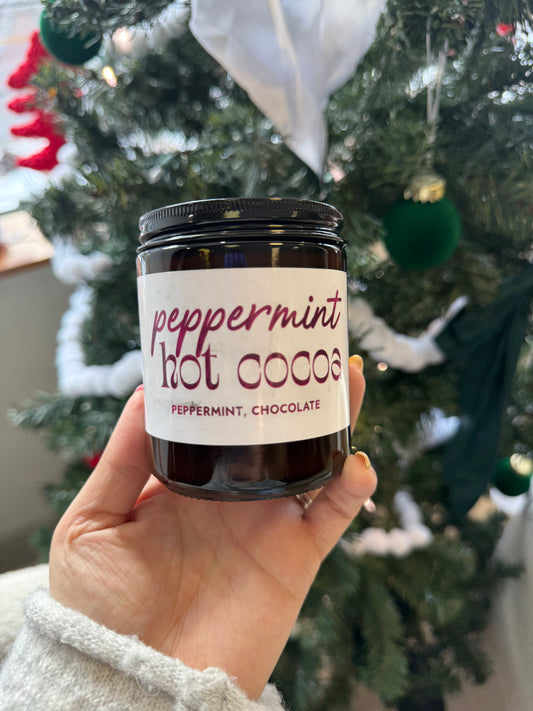 peppermint
hot cocoa
PEPPERMINT, CHOCOLATE